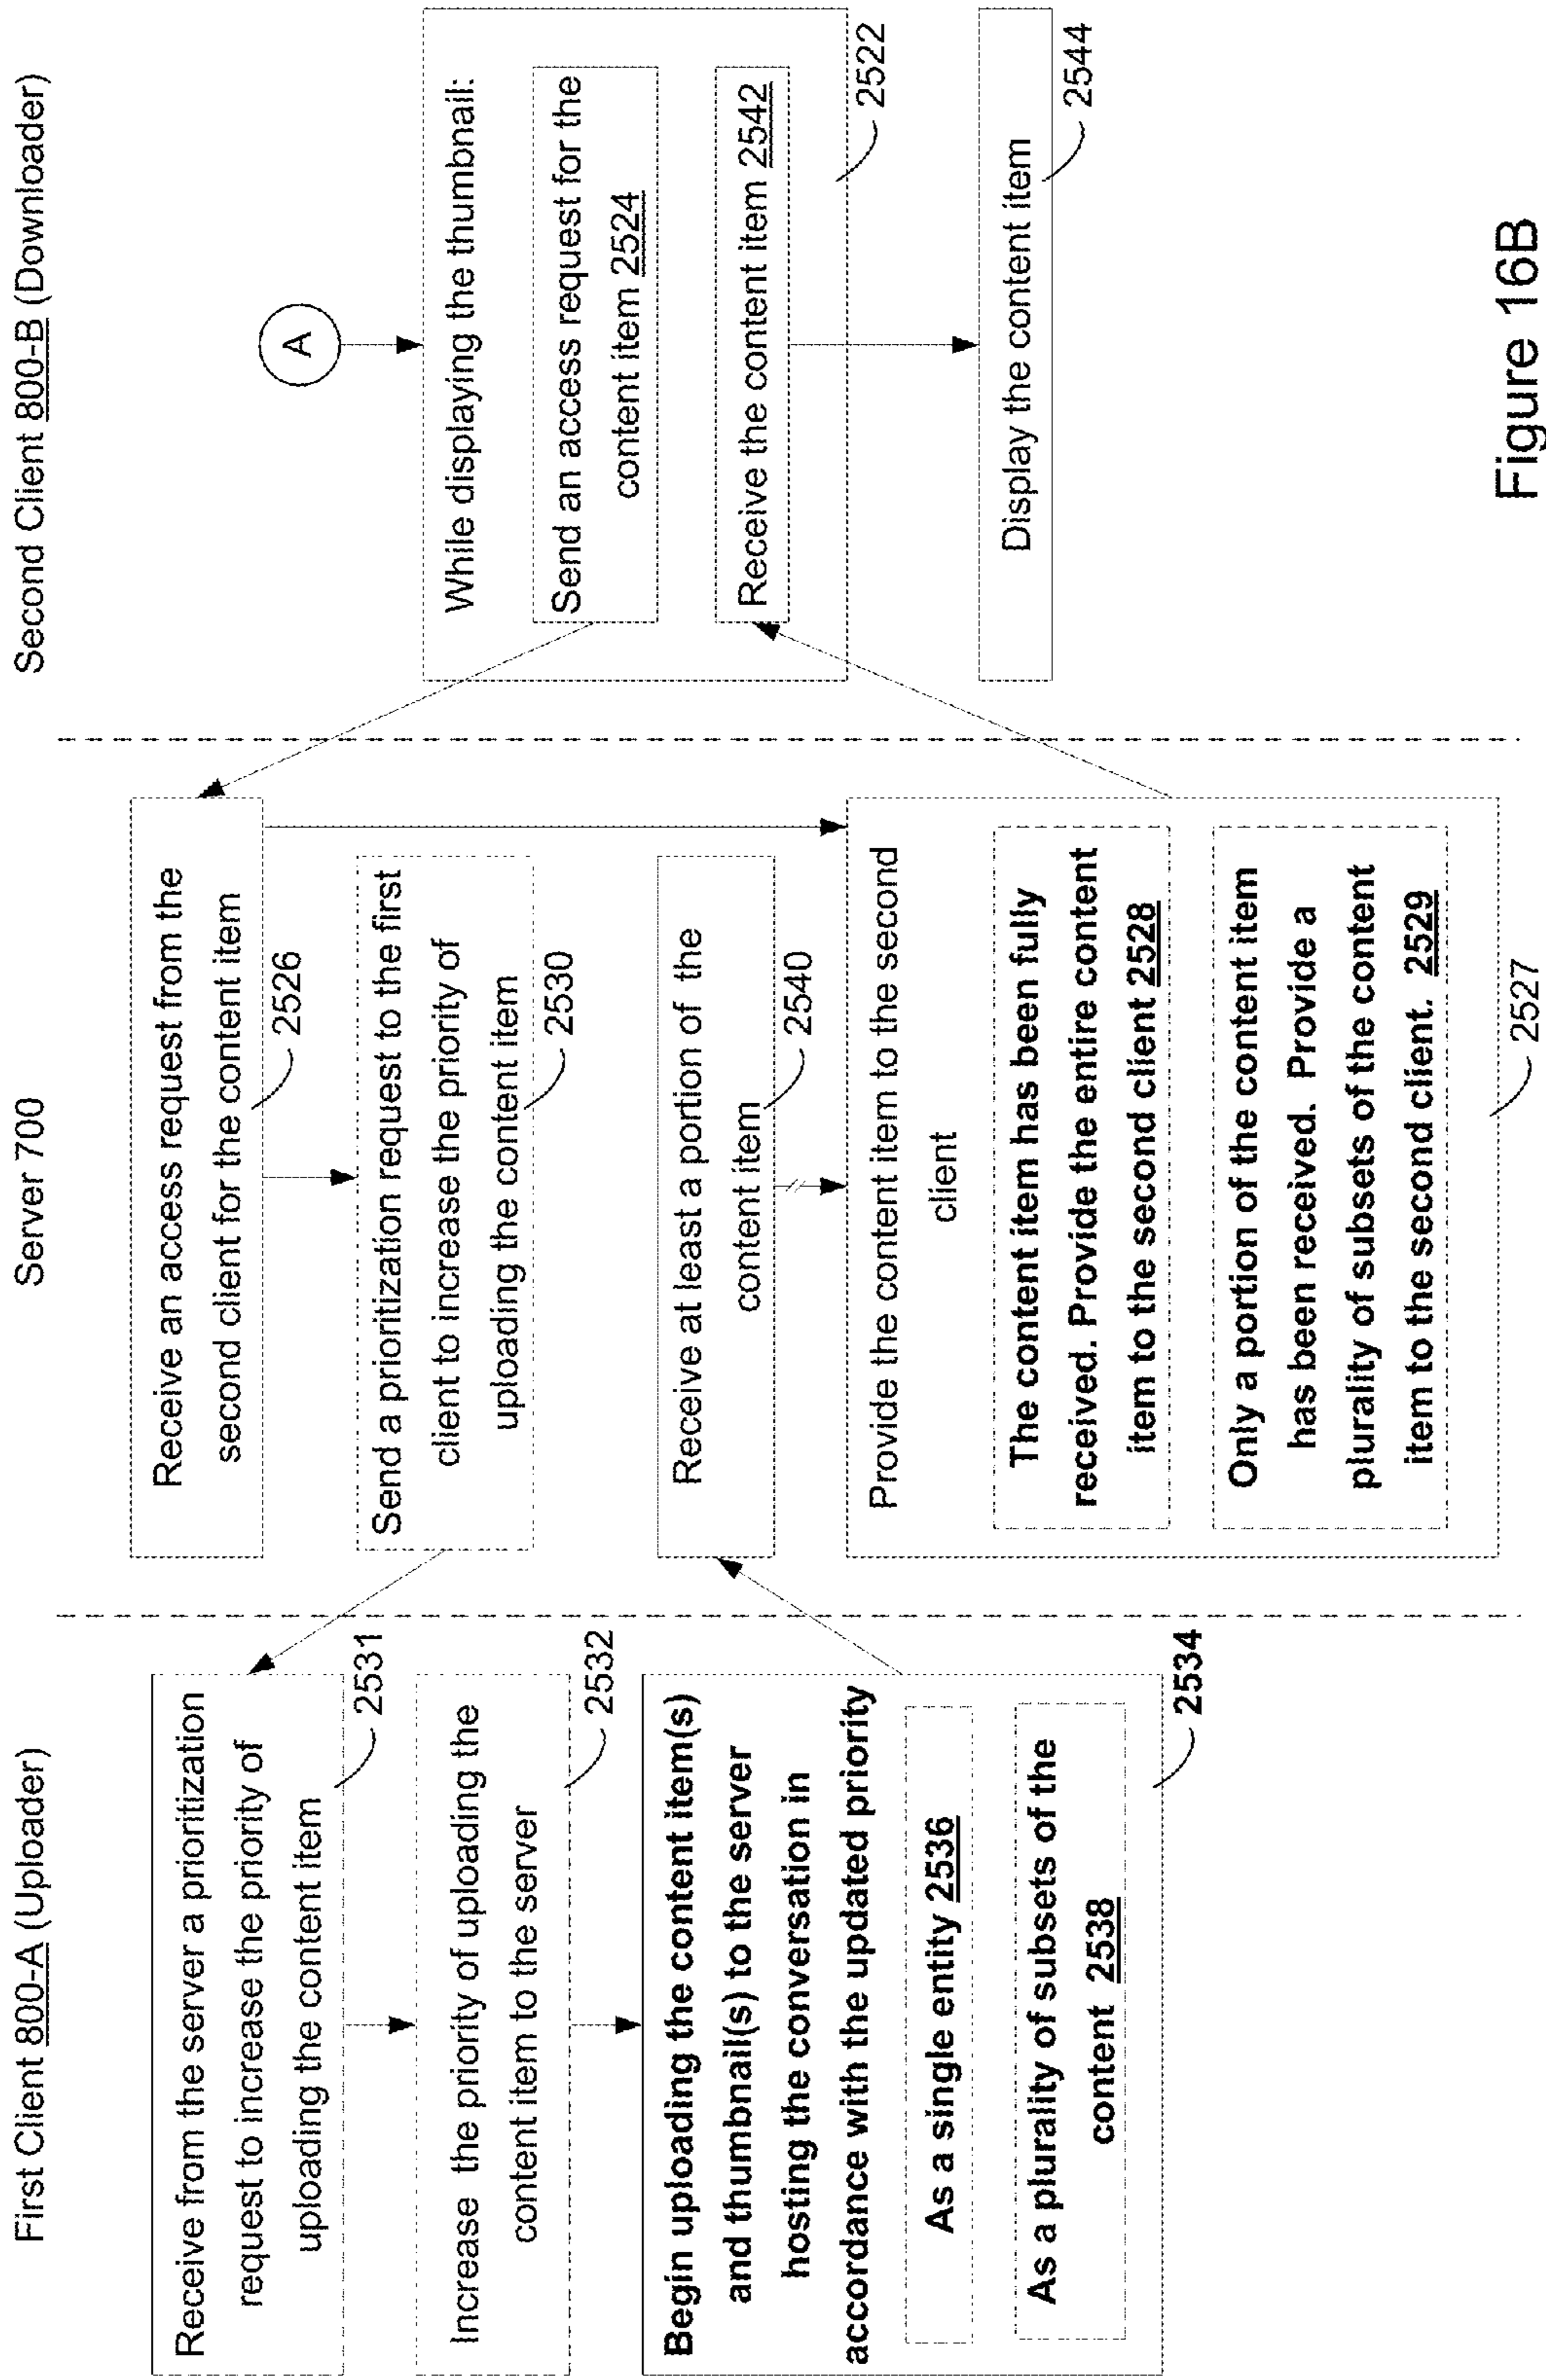 First Client 800-A (Uploader)
Server 700
Second Client 800-B (Downloader)
Receive from the server a prioritization
request to increase the priority of
uploading the content item
2531
Increase the priority of uploading the
content item to the server
2532
Begin uploading the content item(s)
and thumbnail(s) to the server
hosting the conversation in
accordance with the updated priority
As a single entity 2536
As a plurality of subsets of the
content 2538
2534
Receive an access request from the
second client for the content item
2526
Send a prioritization request to the first
client to increase the priority of
uploading the content item
2530
Receive at least a portion of the
content item
2540
Provide the content item to the second
client
The content item has been fully
received. Provide the entire content
item to the second client 2528
Only a portion of the content item
has been received. Provide a
plurality of subsets of the content
item to the second client. 2529
2527
A
While displaying the thumbnail:
Send an access request for the
content item 2524
Receive the content item 2542
2522
Display the content item
2544
Figure 16B